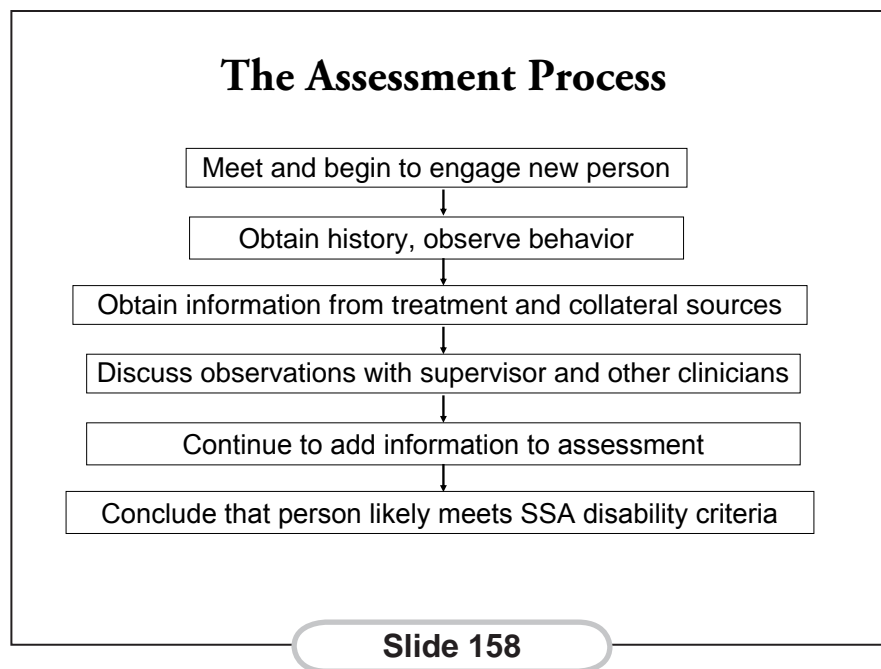 The Assessment Process
Meet and begin to engage new person
Obtain history, observe behavior
Obtain information from treatment and collateral sources
Discuss observations with supervisor and other clinicians
Continue to add information to assessment
Conclude that person likely meets SSA disability criteria
Slide 158